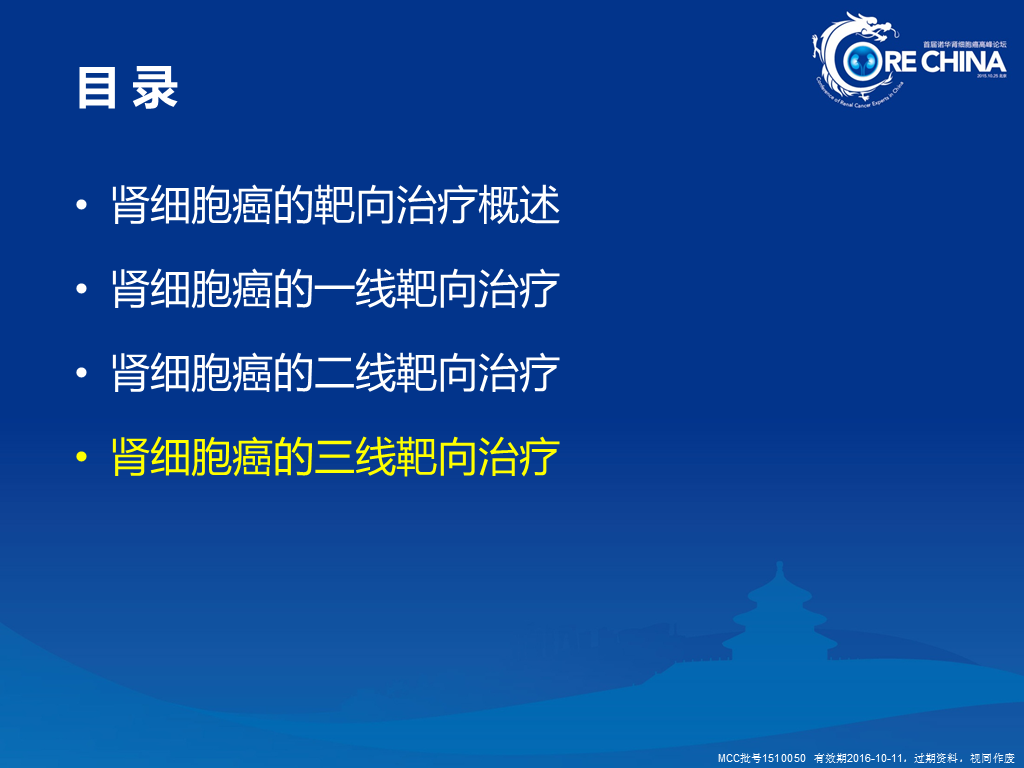 首届诺华肾细胞癌高峰论坛
CORE CHINA
2015.10.25 北京
Conference of Renal Cancer Experts in China
目 录
• 肾细胞癌的靶向治疗概述
• 肾细胞癌的一线靶向治疗
• 肾细胞癌的二线靶向治疗
• 肾细胞癌的三线靶向治疗
MCC批号1510050 有效期2016-10-11，过期资料，视同作废